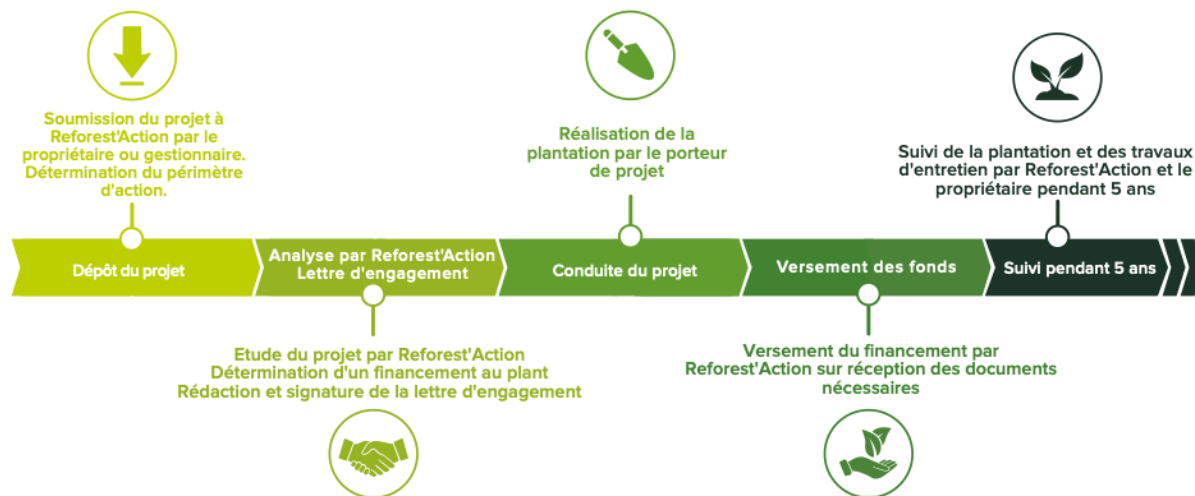 Soumission du projet à
Reforest'Action par le
propriétaire ou gestionnaire.
Détermination du périmètre
d'action.
Réalisation de la
plantation par le porteur
de projet
Suivi de la plantation et des travaux
d'entretien par Reforest'Action et le
propriétaire pendant 5 ans
Dépôt du projet
Analyse par Reforest'Action
Lettre d'engagement
Conduite du projet
Versement des fonds
Suivi pendant 5 ans
Etude du projet par Reforest'Action
Détermination d'un financement au plant
Rédaction et signature de la lettre d'engagement
Versement du financement par
Reforest'Action sur réception des documents
nécessaires